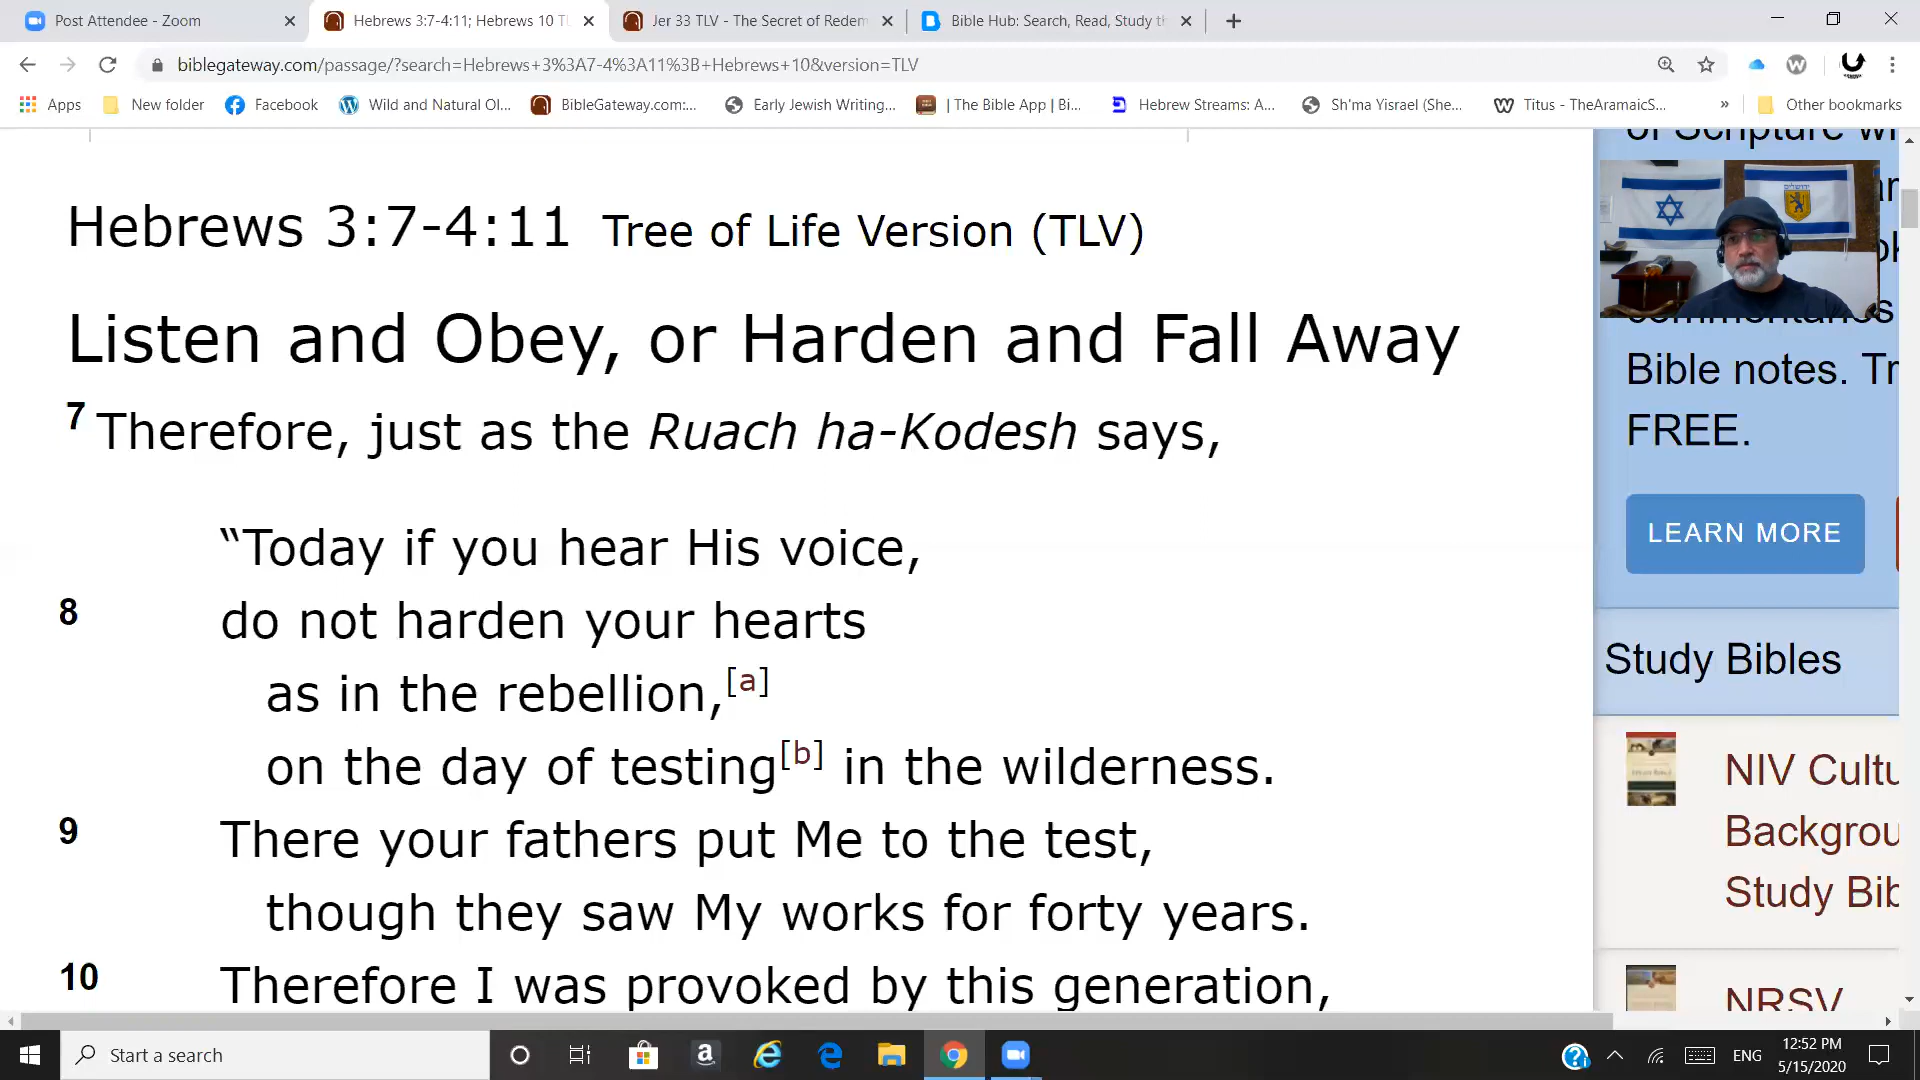 Post Attendee - Zoom
Hebrews 3:7-4:11; Hebrews 10 TL
Jer 33 TLV - The Secret of Redem
Bible Hub: Search, Read, Study th
biblegateway.com/passage/?search=Hebrews+3%3A7-4%3A11%3B+Hebrews+10&version=TLV
Apps
New folder
Facebook
Wild and Natural Ol...
BibleGateway.com:...
Early Jewish Writing...
| The Bible App | Bi...
Hebrew Streams: A...
Sh'ma Yisrael (She...
Titus - TheAramaicS...
»
Other bookmarks
of Scripture wi
Hebrews 3:7-4:11 Tree of Life Version (TLV)
Listen and Obey, or Harden and Fall Away
7 Therefore, just as the Ruach ha-Kodesh says,
“Today if you hear His voice,
8 do not harden your hearts
as in the rebellion,[a]
on the day of testing[b] in the wilderness.
9 There your fathers put Me to the test,
though they saw My works for forty years.
10 Therefore I was provoked by this generation,
commentaries
Bible notes. Tr
FREE.
LEARN MORE
Study Bibles
NIV Cultu
Backgrou
Study Bib
NRSV
Start a search
ENG
12:52 PM
5/15/2020